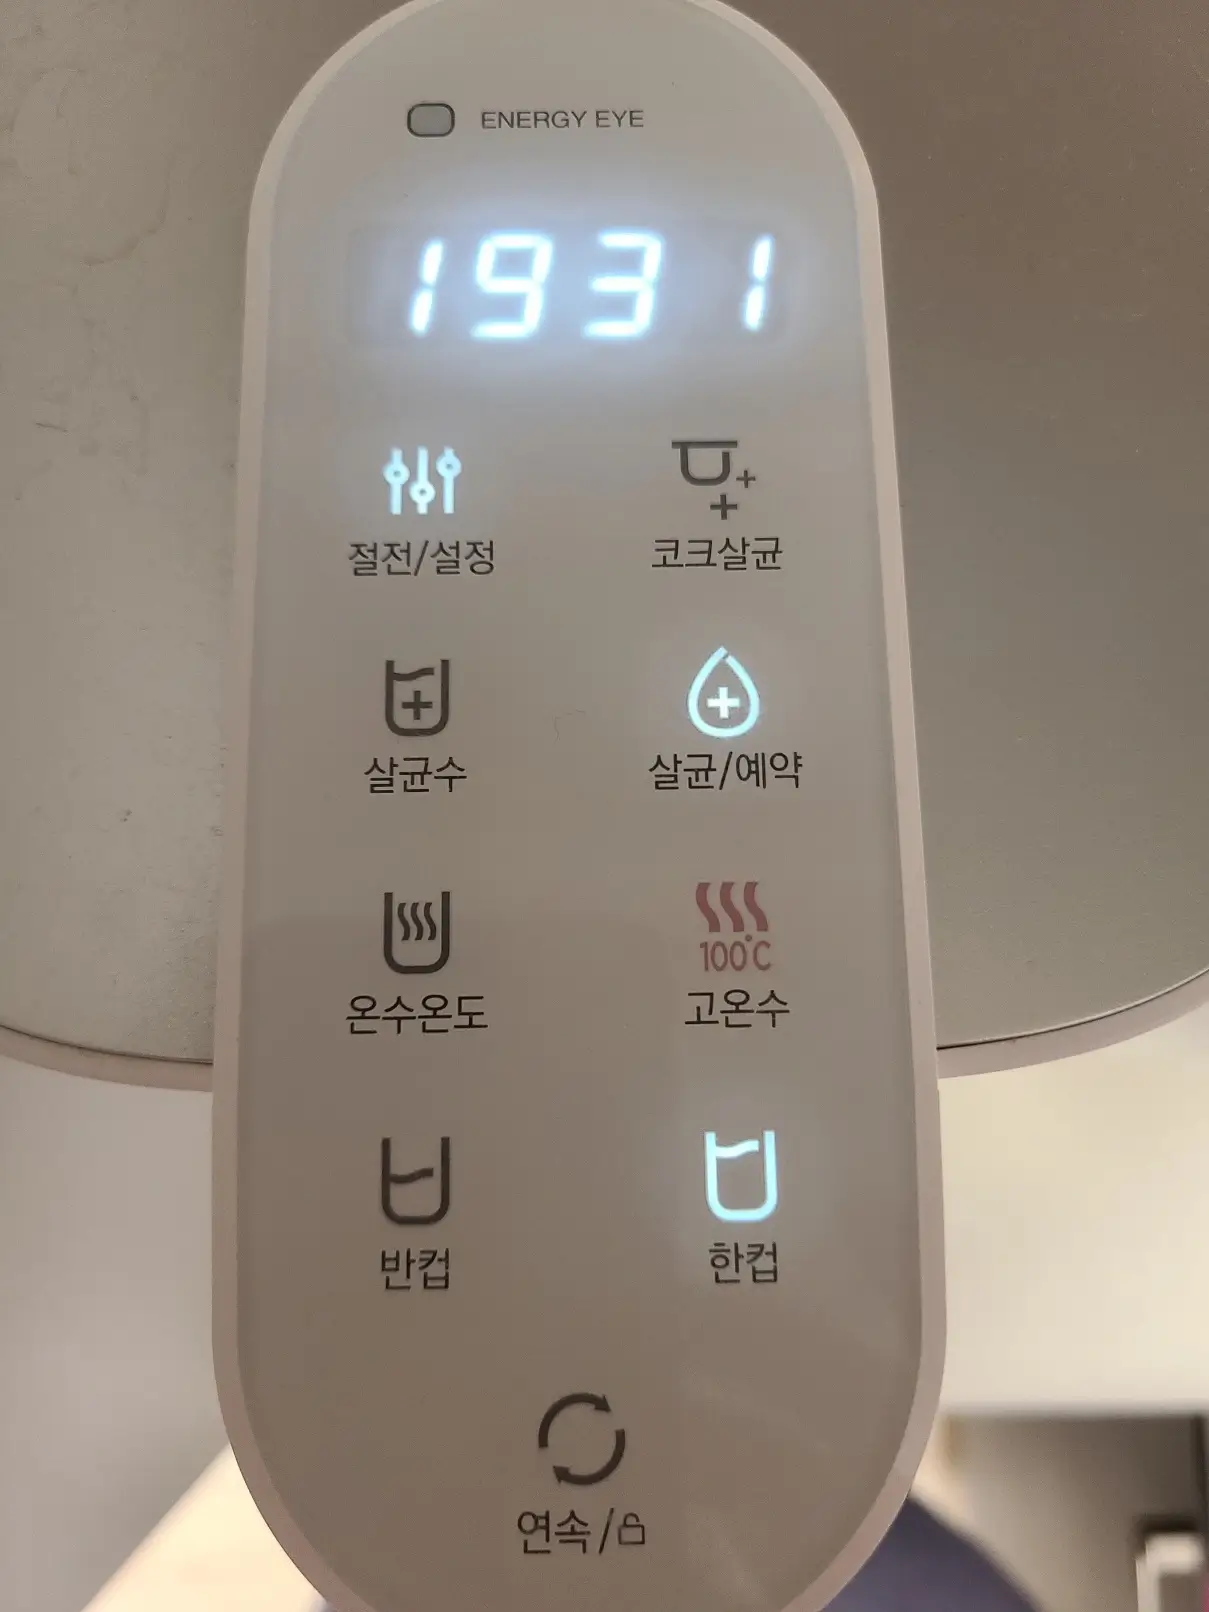 ENERGY EYE
1931
절전/설정 코크살균
살균수 살균/예약
100°C
온수온도 고온수
반컵 한컵
연속/